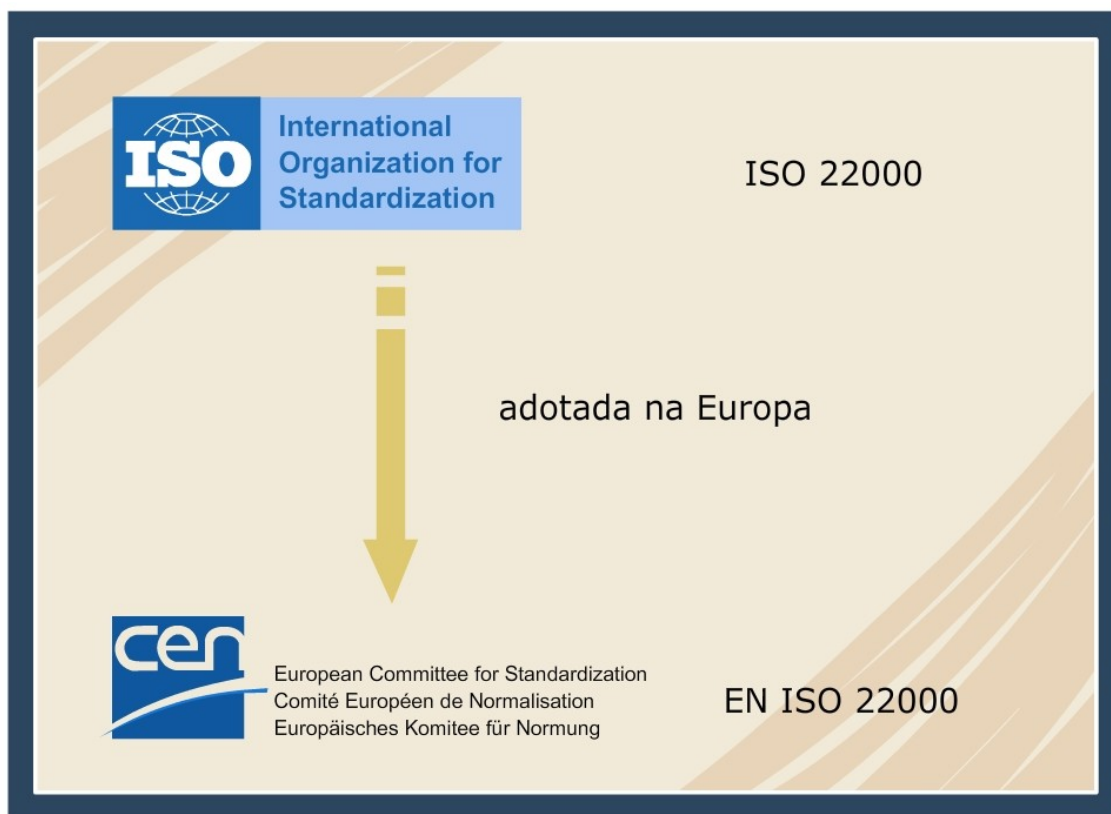 ISO
International
Organization for
Standardization
ISO 22000
adotada na Europa
cen
European Committee for Standardization
Comité Européen de Normalisation
Europäisches Komitee für Normung
EN ISO 22000